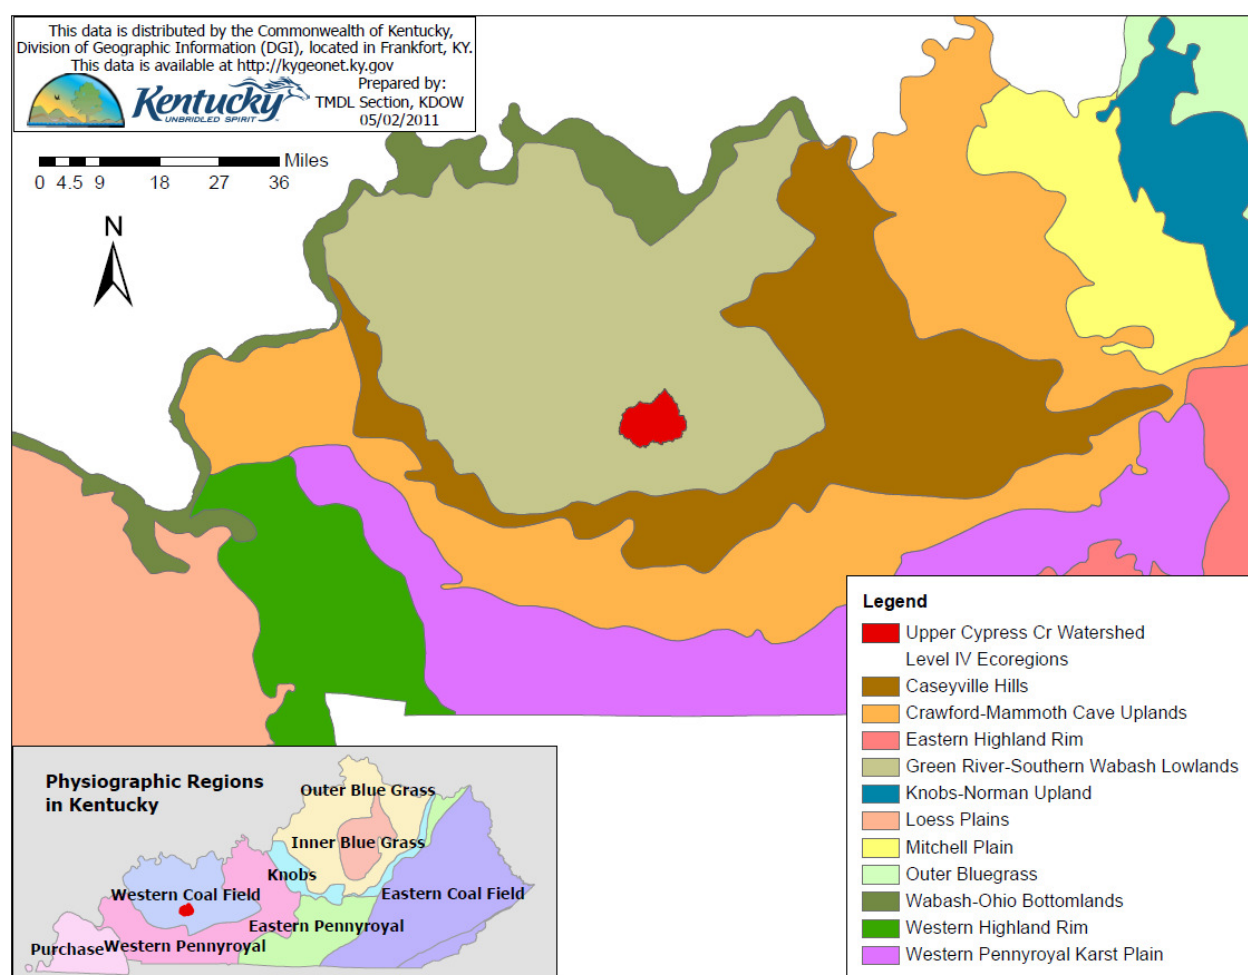 This data is distributed by the Commonwealth of Kentucky,
Division of Geographic Information (DGI), located in Frankfort, KY.
This data is available at http://kygeonet.ky.gov
Kentucky
UNBRIDLED SPIRIT
Prepared by:
TMDL Section, KDOW
05/02/2011
Miles
0 4.5 9 18 27 36
N
Legend
Upper Cypress Cr Watershed
Level IV Ecoregions
Caseyville Hills
Crawford-Mammoth Cave Uplands
Eastern Highland Rim
Green River-Southern Wabash Lowlands
Knobs-Norman Upland
Loess Plains
Mitchell Plain
Outer Bluegrass
Wabash-Ohio Bottomlands
Western Highland Rim
Western Pennyroyal Karst Plain
Physiographic Regions
in Kentucky
Outer Blue Grass
Inner Blue Grass
Knobs
Western Coal Field
Eastern Coal Field
Eastern Pennyroyal
Purchase
Western Pennyroyal